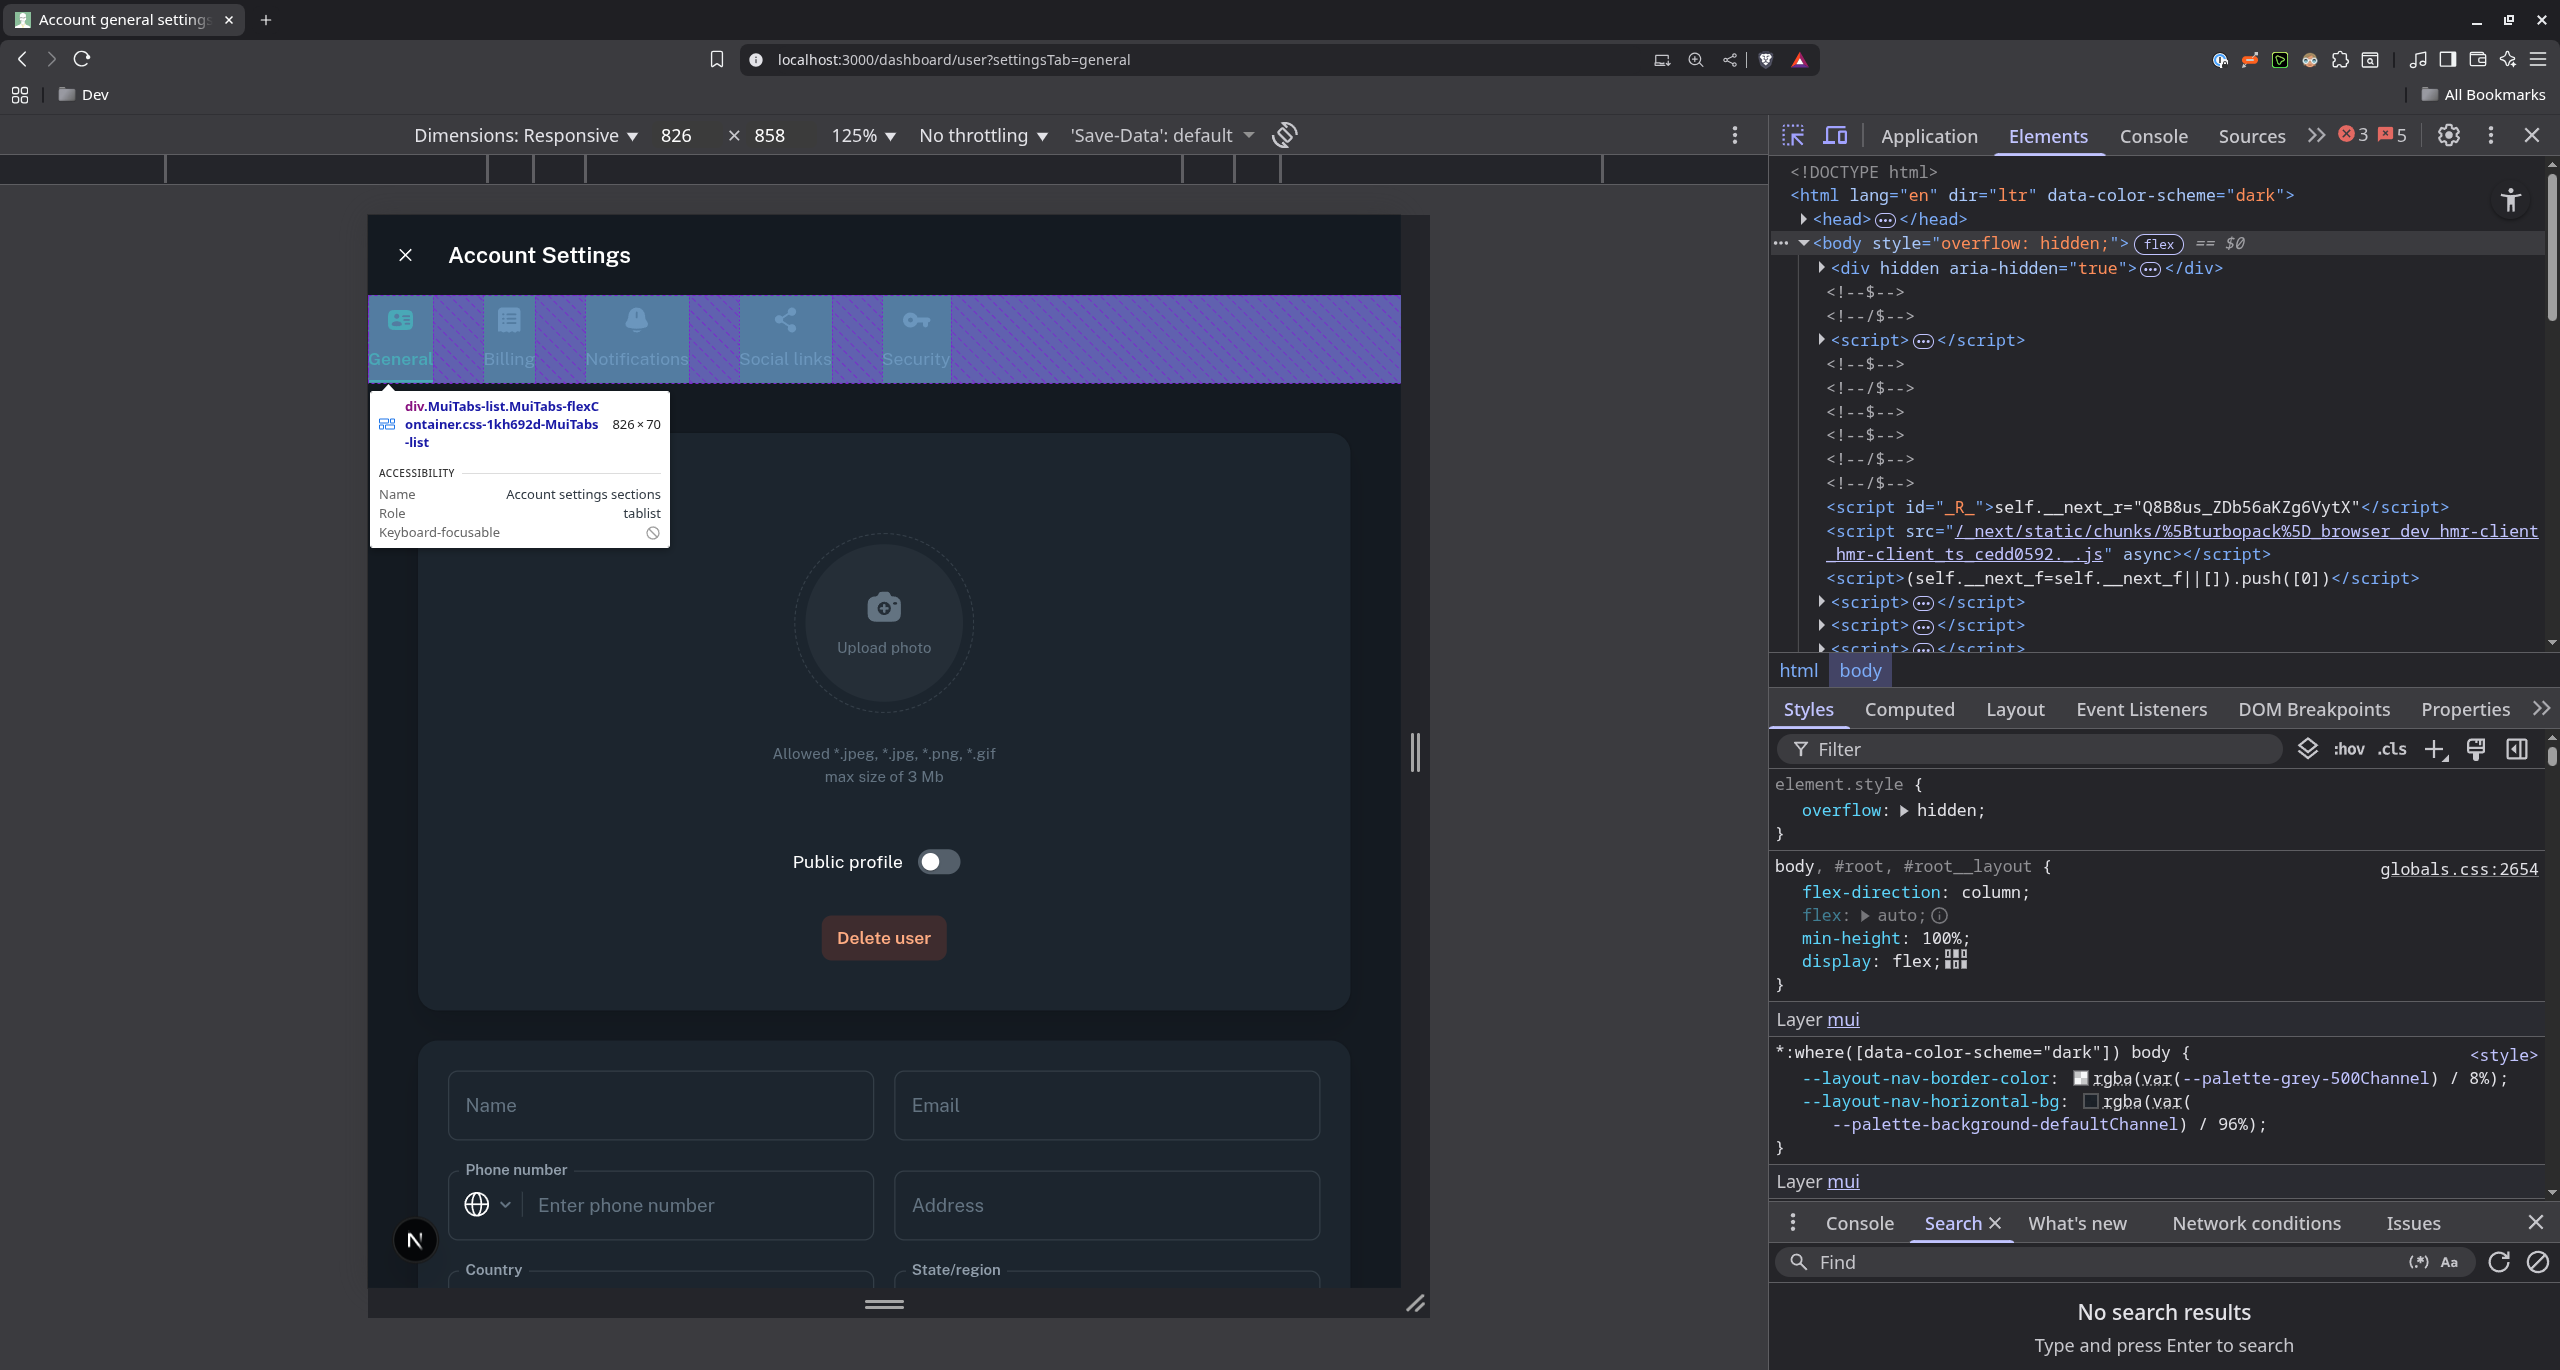 Account general settings
localhost:3000/dashboard/user?settingsTab=general
Dev
All Bookmarks
Dimensions: Responsive 826 × 858 125% No throttling 'Save-Data': default
Application Elements Console Sources 3 5
Account Settings
General Billing Notifications Social links Security
div.MuiTabs-list.MuiTabs-flexC
ontainer.css-1kh692d-MuiTabs
-list
826 × 70
ACCESSIBILITY
Name Account settings sections
Role tablist
Keyboard-focusable
Upload photo
Allowed *.jpeg, *.jpg, *.png, *.gif
max size of 3 Mb
Public profile
Delete user
Name Email
Phone number
Enter phone number Address
Country State/region
N
<!DOCTYPE html>
<html lang="en" dir="ltr" data-color-scheme="dark">
<head>…</head>
… <body style="overflow: hidden;"> flex == $0
<div hidden aria-hidden="true">…</div>
<!--$-->
<!--/$-->
<script>…</script>
<!--$-->
<!--/$-->
<!--$-->
<!--$-->
<!--/$-->
<!--/$-->
<script id="_R_">self.__next_r="Q8B8us_ZDb56aKZg6VytX"</script>
<script src="/_next/static/chunks/%5Bturbopack%5D_browser_dev_hmr-client
_hmr-client_ts_cedd0592._.js" async></script>
<script>(self.__next_f=self.__next_f||[]).push([0])</script>
<script>…</script>
<script>…</script>
<script>…</script>
html body
Styles Computed Layout Event Listeners DOM Breakpoints Properties
Filter :hov .cls
element.style {
overflow: hidden;
}
body, #root, #root__layout { globals.css:2654
flex-direction: column;
flex: auto;
min-height: 100%;
display: flex;
}
Layer mui
*:where([data-color-scheme="dark"]) body { <style>
--layout-nav-border-color: rgba(var(--palette-grey-500Channel) / 8%);
--layout-nav-horizontal-bg: rgba(var(
--palette-background-defaultChannel) / 96%);
}
Layer mui
Console Search What's new Network conditions Issues
Find (.*) Aa
No search results
Type and press Enter to search